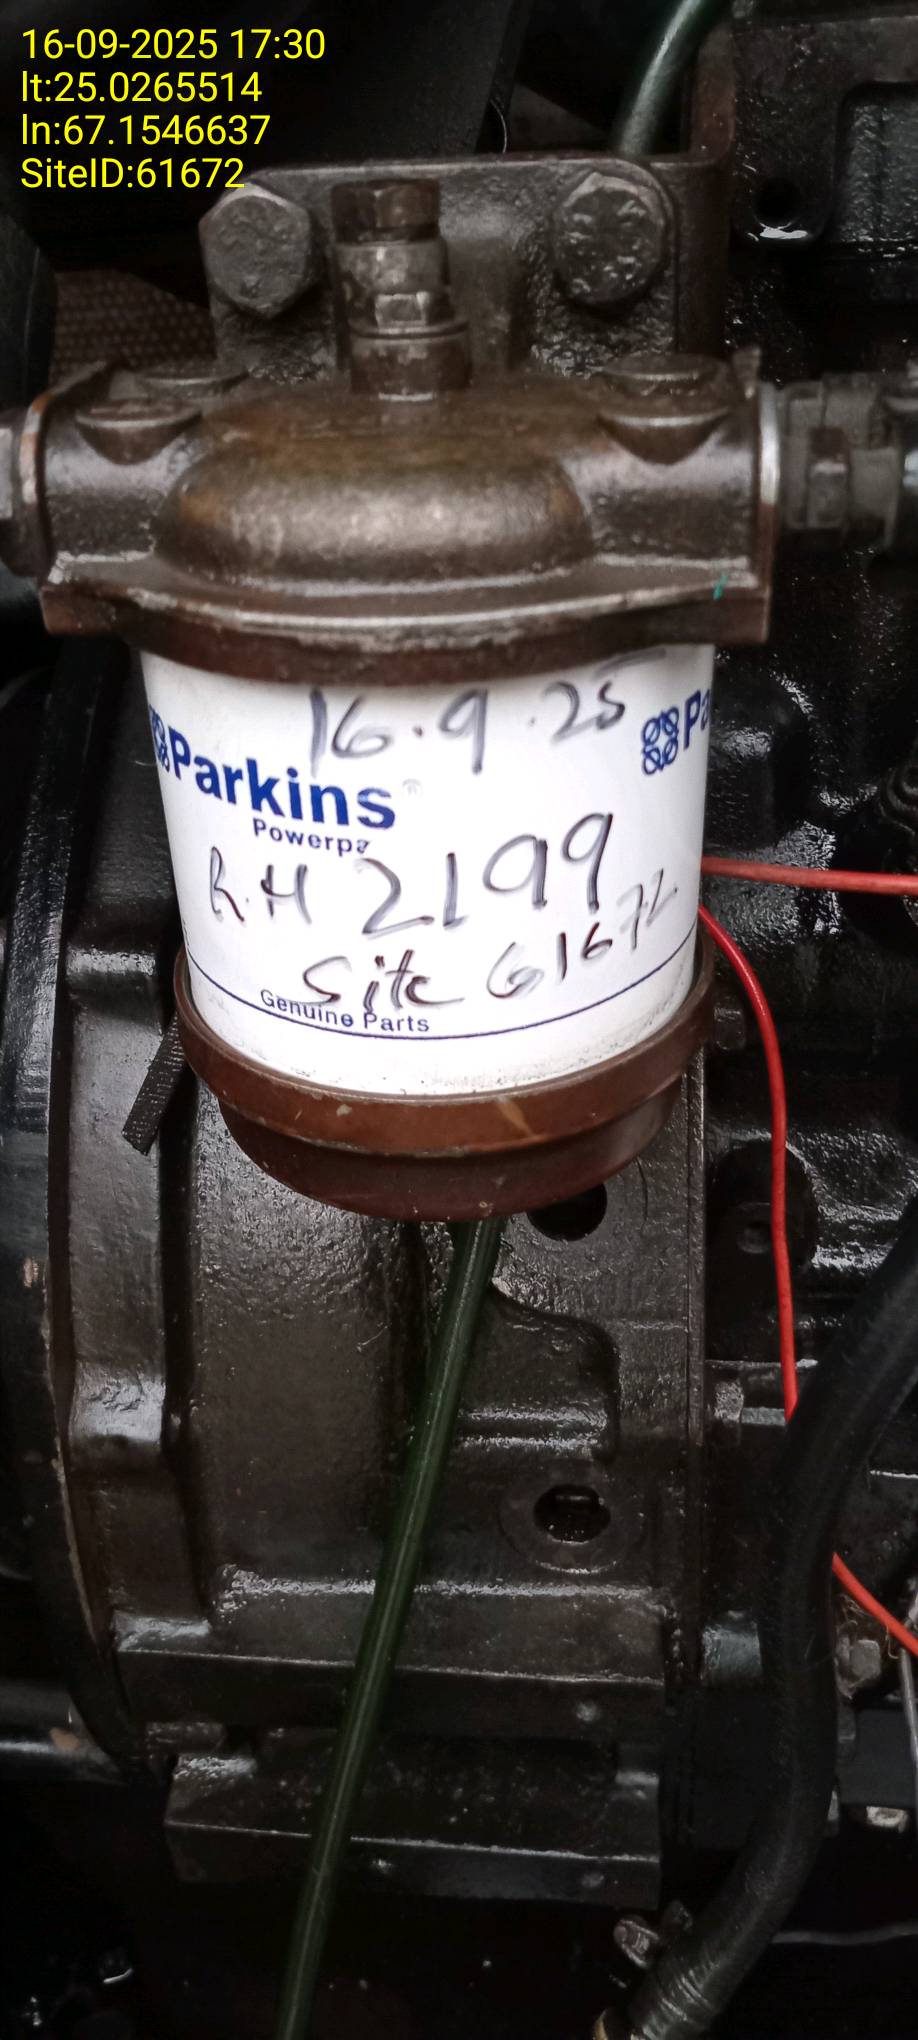 16-09-2025 17:30
lt:25.0265514
ln:67.1546637
SiteID:61672
16.9.25
Parkins
Pa
Powerpa
R.H 2199
Site 61672
Genuine Parts